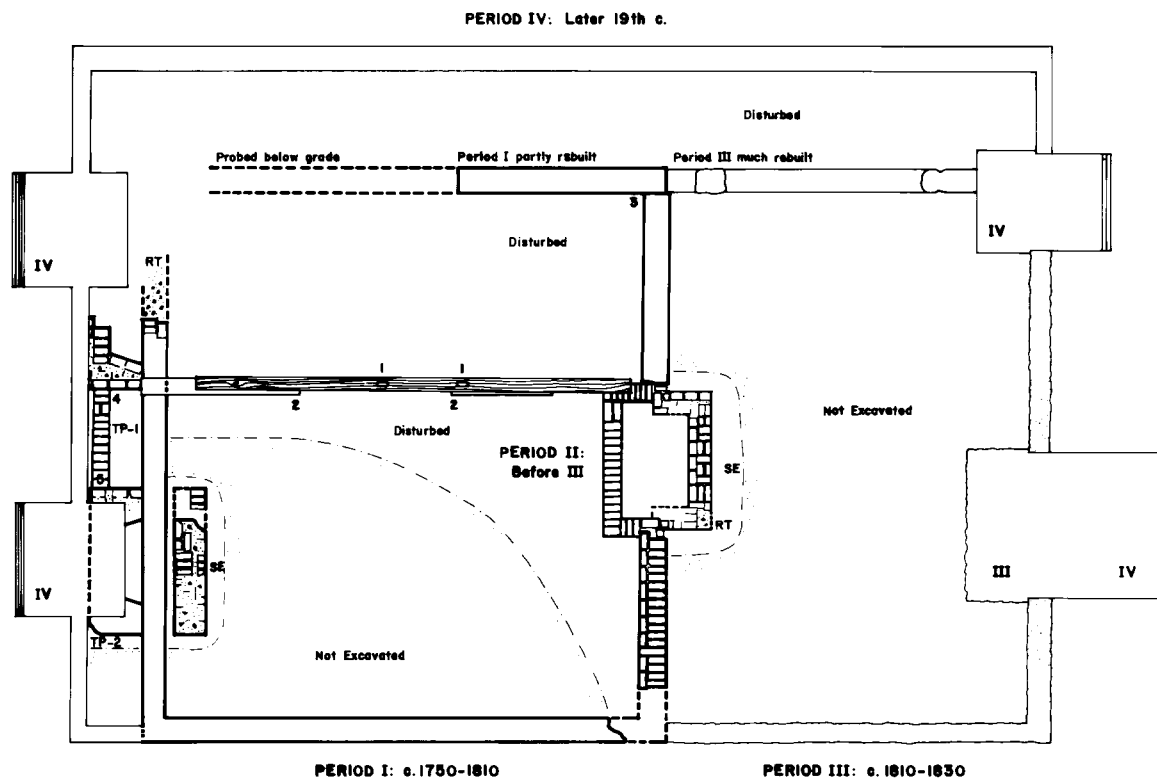 PERIOD IV: Later 19th c.
Disturbed
Probed below grade
Period I partly rebuilt
Period III much rebuilt
3
Disturbed
IV
RT
IV
1
1
4
2
2
TP-1
Disturbed
Not Excavated
PERIOD II:
Before III
SE
5
RT
SE
IV
III
IV
TP-2
Not Excavated
PERIOD I: c. 1750-1810
PERIOD III: c. 1810-1830